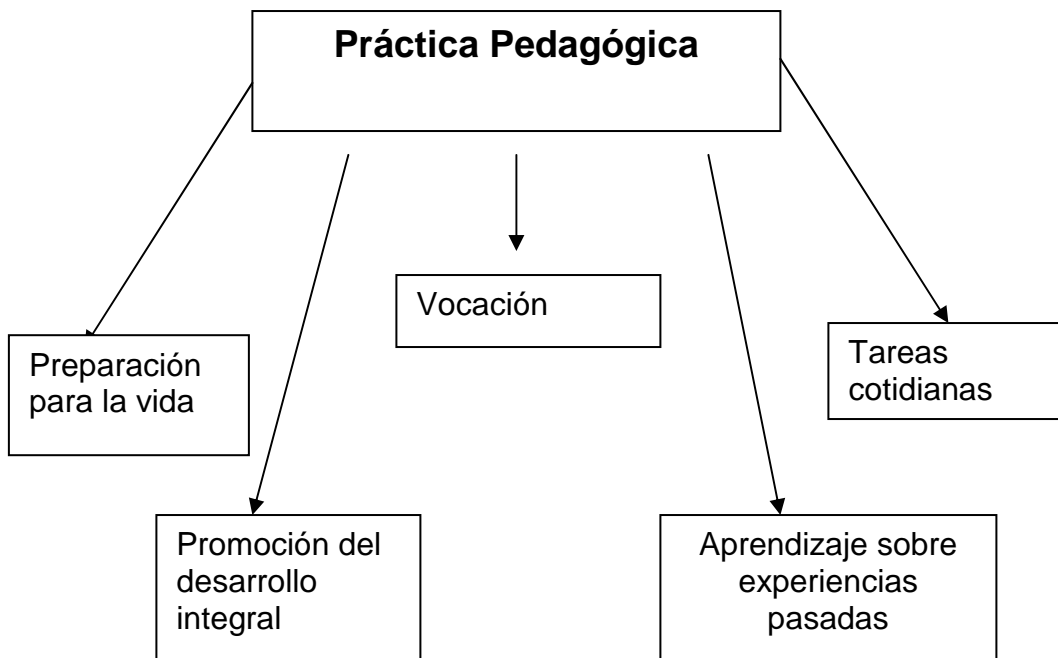 Práctica Pedagógica
Vocación
Tareas
cotidianas
Preparación
para la vida
Promoción del
desarrollo
integral
Aprendizaje sobre
experiencias
pasadas